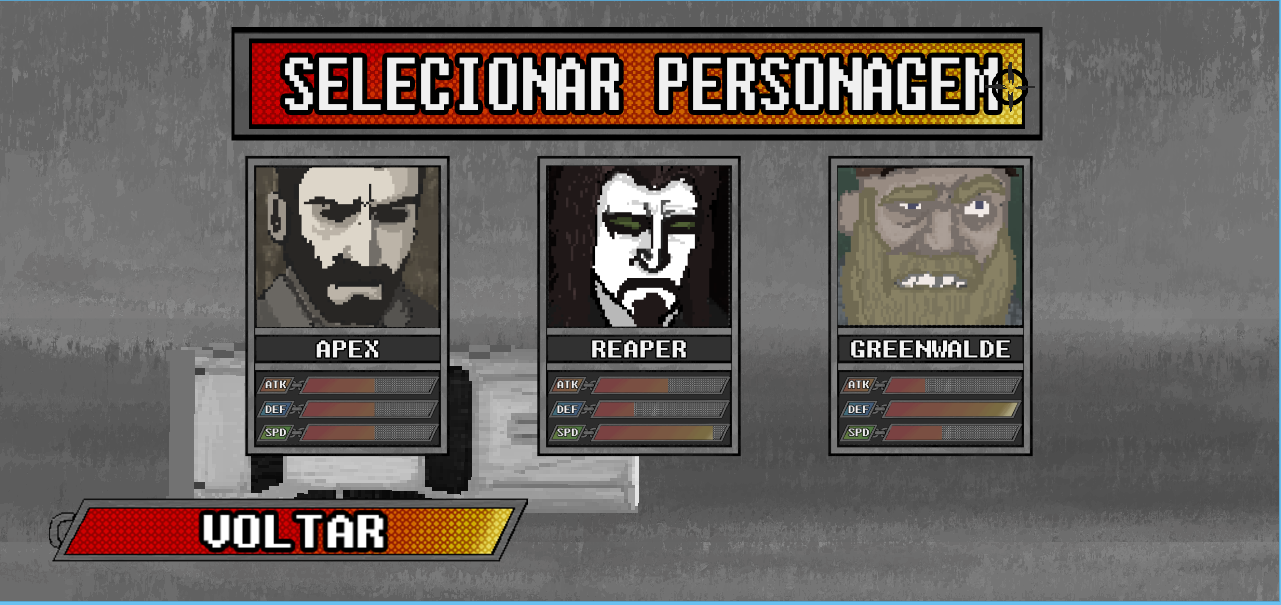 SELECIONAR PERSONAGEM
APEX
REAPER
GREENWALDE
ATK
ATK
ATK
DEF
DEF
DEF
SPD
SPD
SPD
VOLTAR